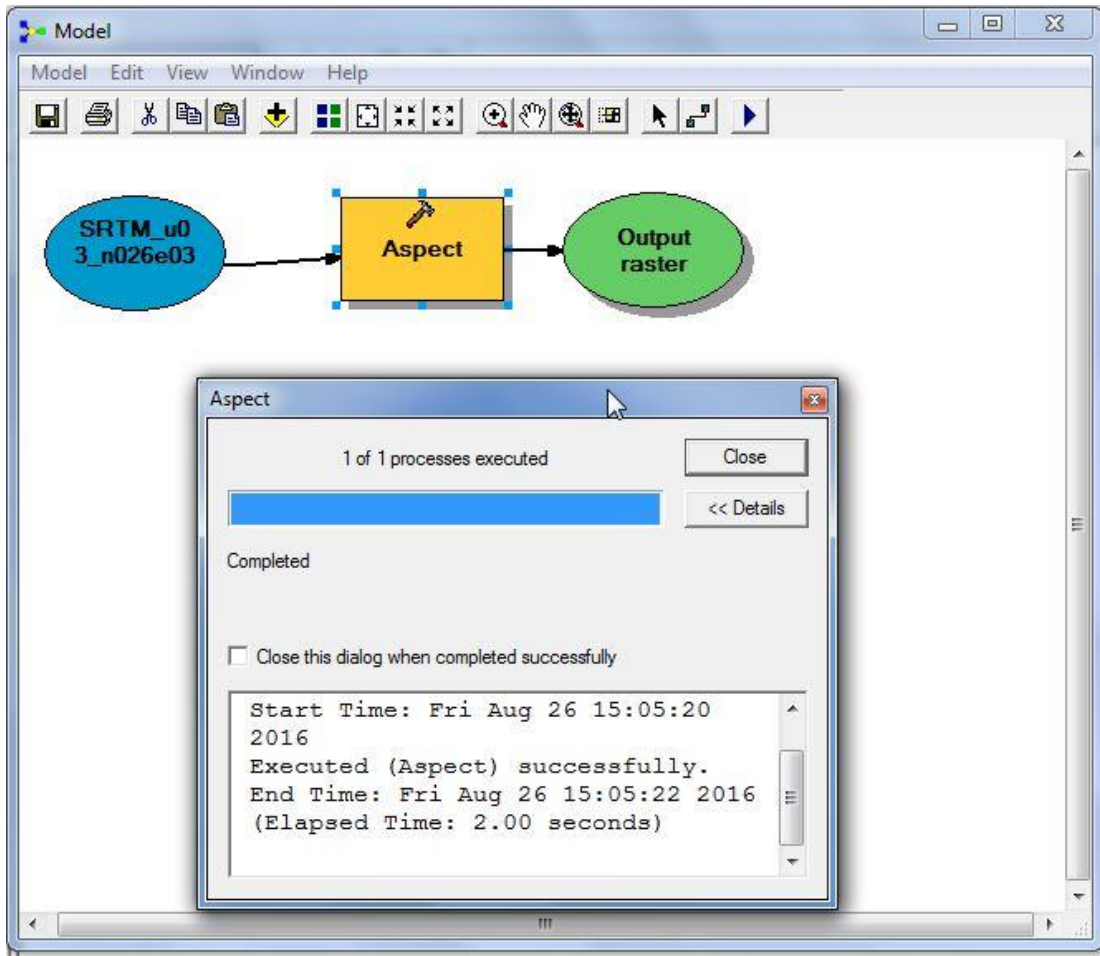 Model
Model Edit View Window Help
SRTM_u0
3_n026e03
Aspect
Output
raster
Aspect
1 of 1 processes executed
Close
<< Details
Completed
Close this dialog when completed successfully
Start Time: Fri Aug 26 15:05:20
2016
Executed (Aspect) successfully.
End Time: Fri Aug 26 15:05:22 2016
(Elapsed Time: 2.00 seconds)